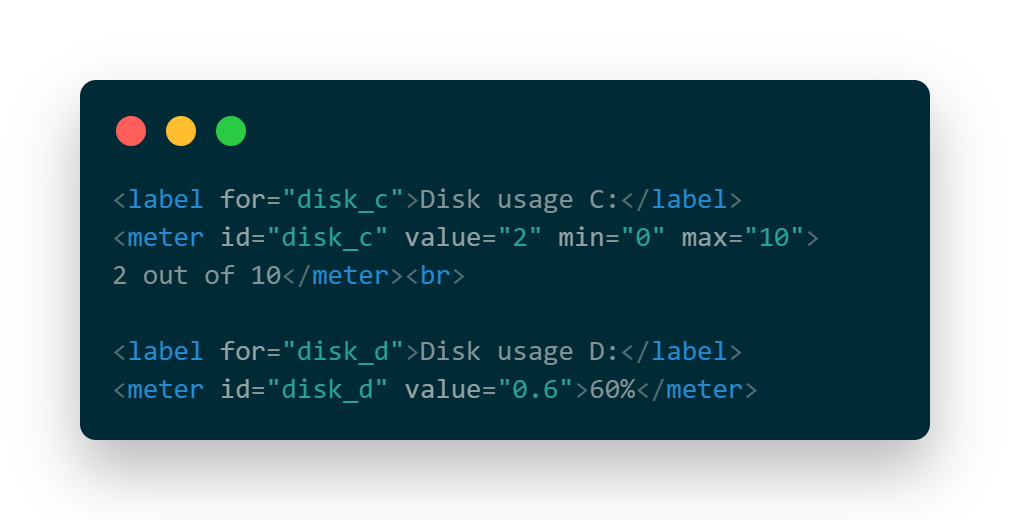 <label for="disk_c">Disk usage C:</label>
<meter id="disk_c" value="2" min="0" max="10">
2 out of 10</meter><br>
<label for="disk_d">Disk usage D:</label>
<meter id="disk_d" value="0.6">60%</meter>